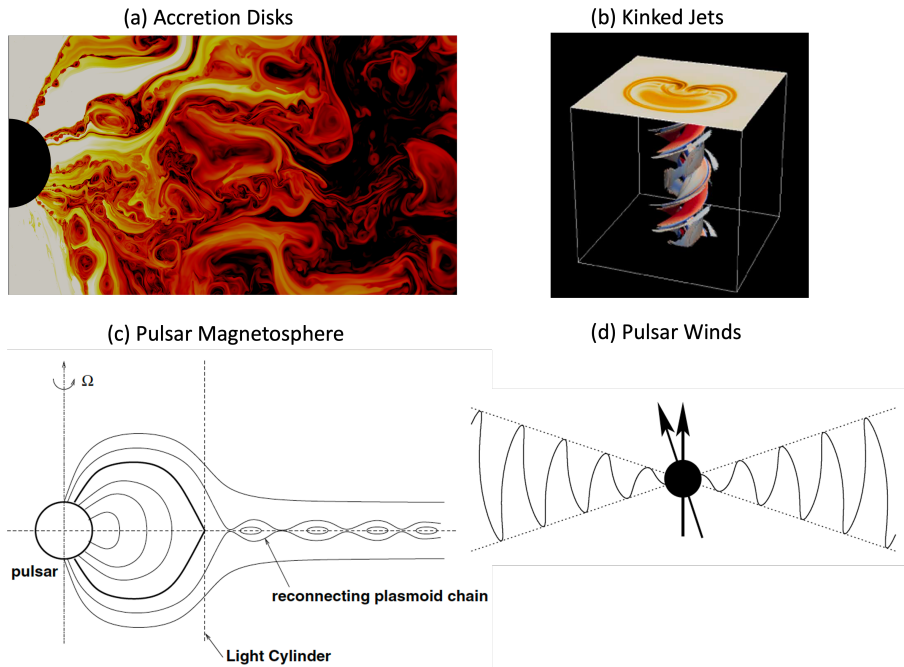 (a) Accretion Disks
(b) Kinked Jets
(c) Pulsar Magnetosphere
(d) Pulsar Winds
Ω
pulsar
reconnecting plasmoid chain
Light Cylinder